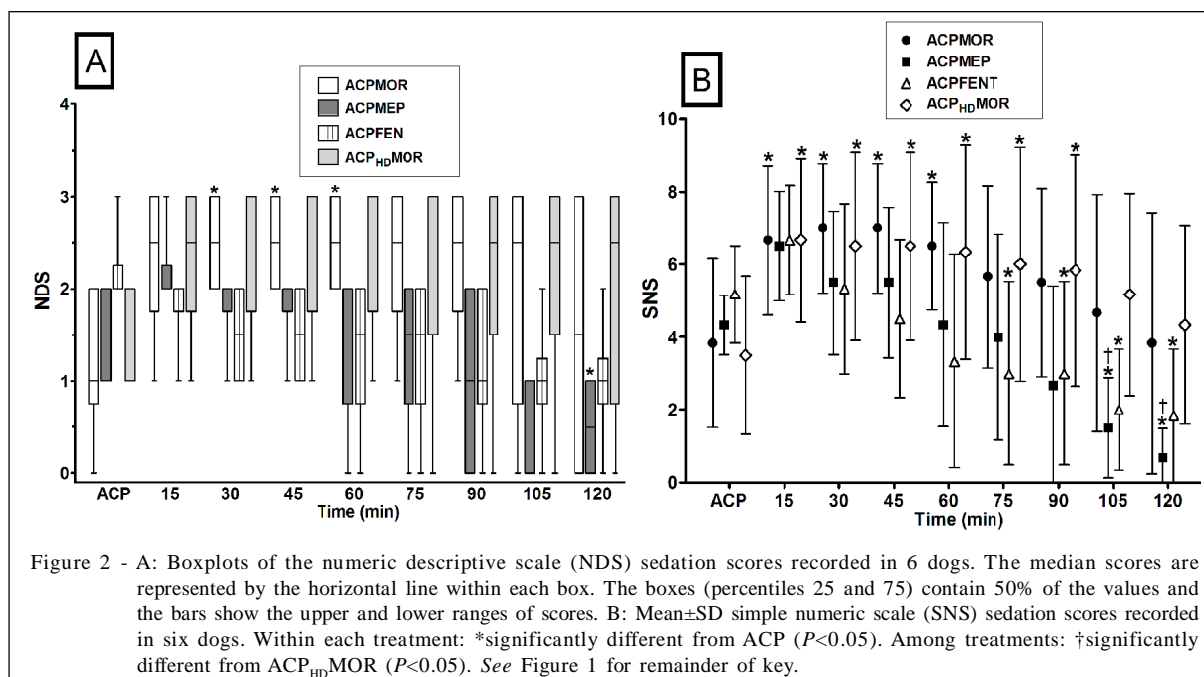 A
ACPMOR
ACPMEP
ACPFEN
ACPHDMOR
4
3
2
1
0
NDS
* * * *
ACP 15 30 45 60 75 90 105 120
Time (min)
B
ACPMOR
ACPMEP
ACPFENT
ACPHDMOR
10
8
6
4
2
0
SNS
* * * * * * * * * *
* * † * * † * *
ACP 15 30 45 60 75 90 105 120
Time (min)
Figure 2 - A: Boxplots of the numeric descriptive scale (NDS) sedation scores recorded in 6 dogs. The median scores are
represented by the horizontal line within each box. The boxes (percentiles 25 and 75) contain 50% of the values and
the bars show the upper and lower ranges of scores. B: Mean±SD simple numeric scale (SNS) sedation scores recorded
in six dogs. Within each treatment: *significantly different from ACP (P<0.05). Among treatments: †significantly
different from ACPHDMOR (P<0.05). See Figure 1 for remainder of key.